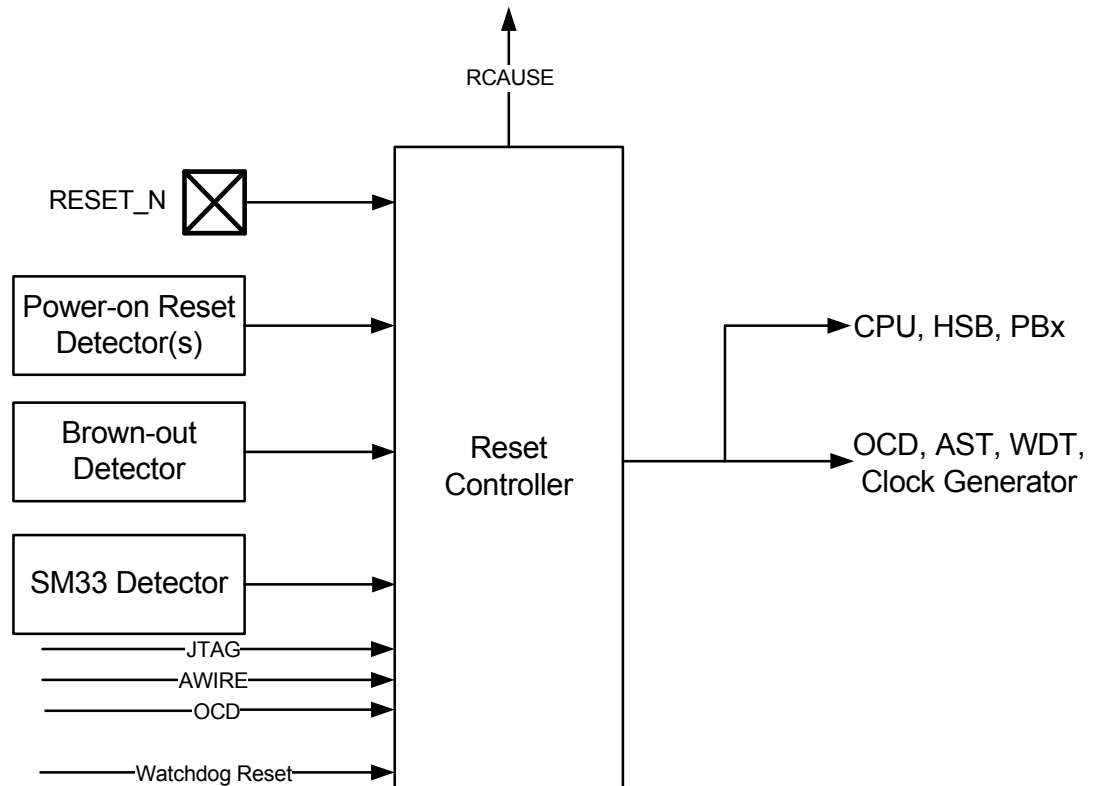 RCAUSE
RESET_N
Power-on Reset
Detector(s)
Brown-out
Detector
SM33 Detector
JTAG
AWIRE
OCD
Watchdog Reset
Reset
Controller
CPU, HSB, PBx
OCD, AST, WDT,
Clock Generator